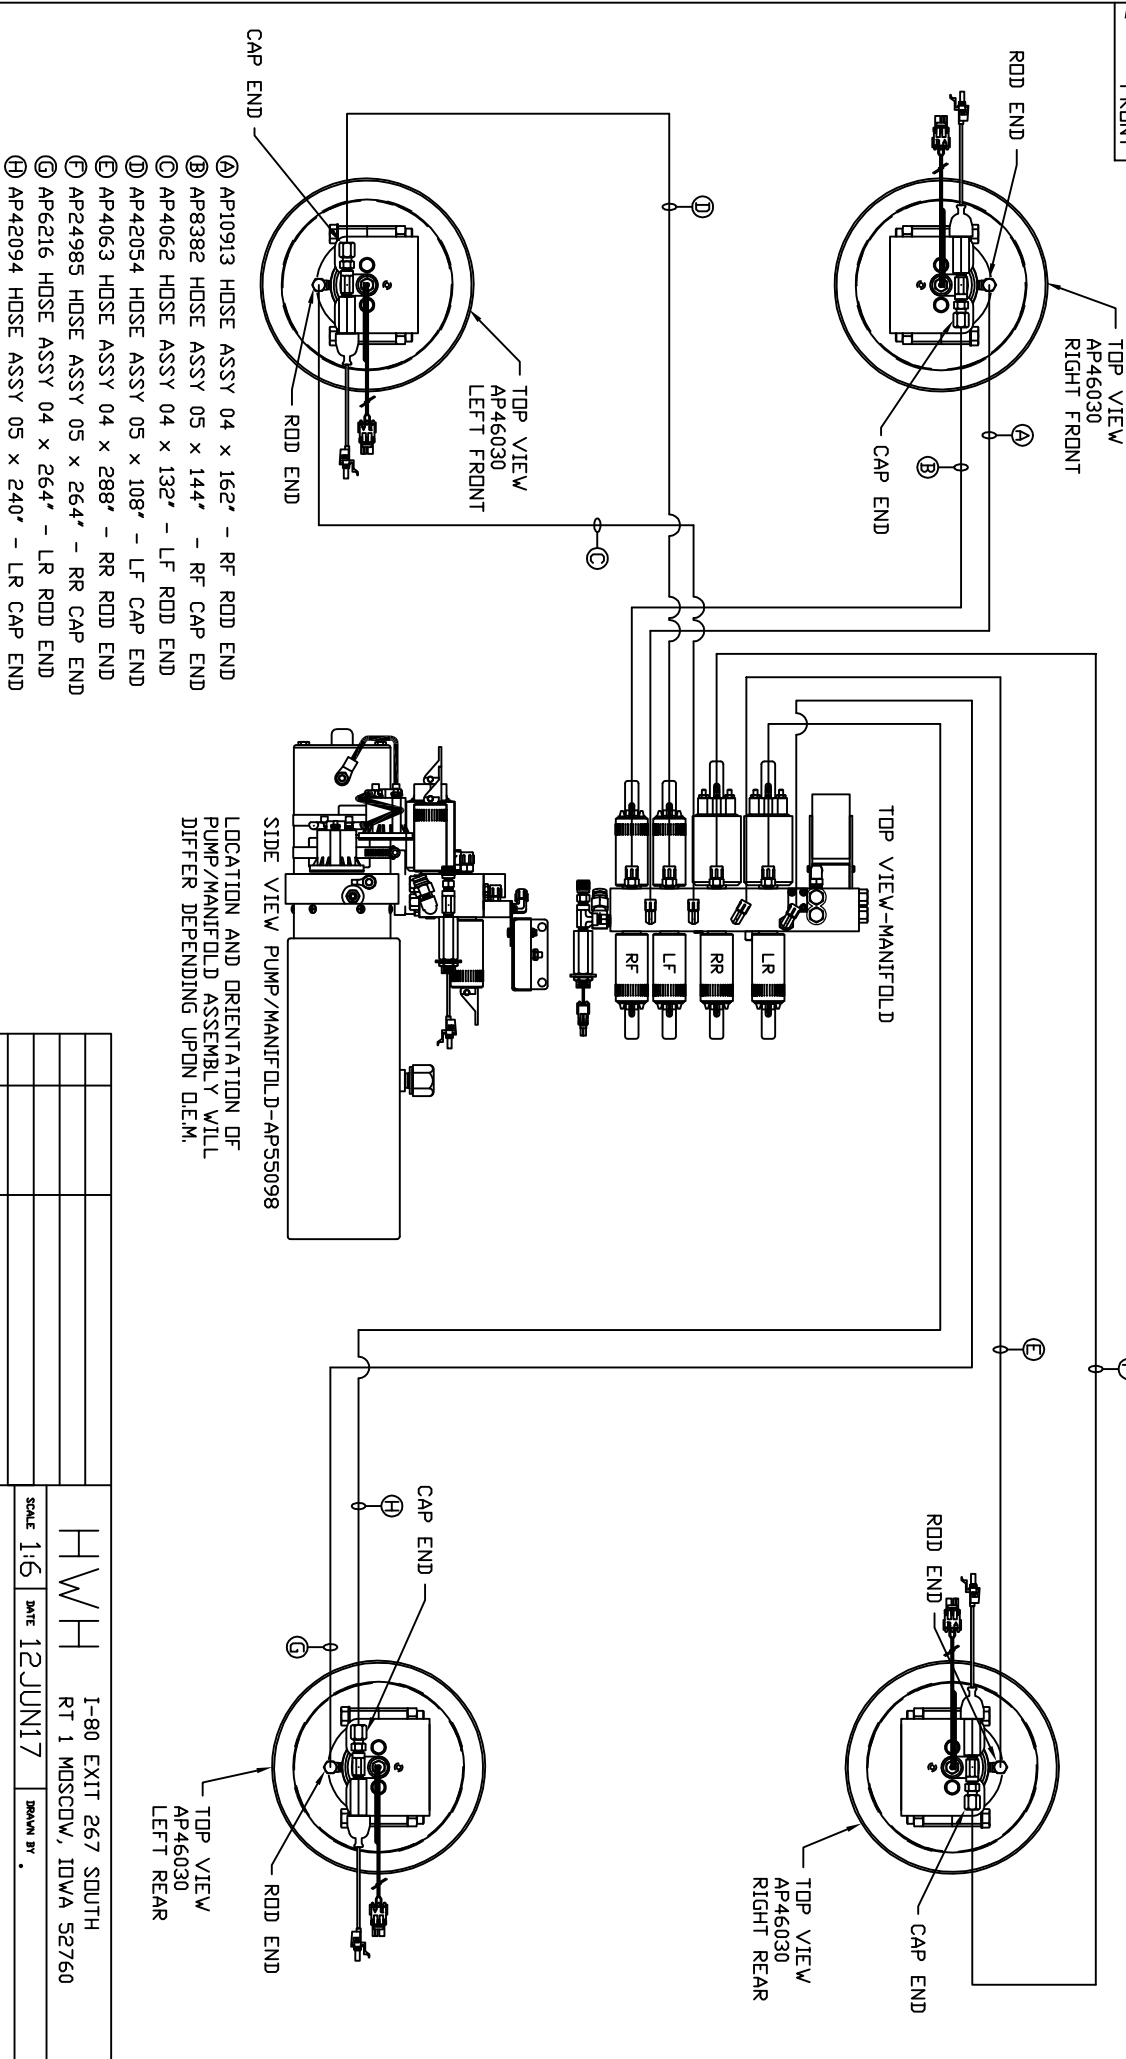 FRONT
ROD END
TOP VIEW
AP46030
RIGHT FRONT
CAP END
A
B
D
CAP END
TOP VIEW
AP46030
LEFT FRONT
ROD END
C
TOP VIEW-MANIFOLD
RF
LF
RR
LR
SIDE VIEW PUMP/MANIFOLD-AP55098
LOCATION AND ORIENTATION OF
PUMP/MANIFOLD ASSEMBLY WILL
DIFFER DEPENDING UPON O.E.M.
E
ROD END
CAP END
TOP VIEW
AP46030
RIGHT REAR
H
CAP END
G
TOP VIEW
AP46030
LEFT REAR
ROD END
A AP10913 HOSE ASSY 04 x 162" - RF ROD END
B AP8382 HOSE ASSY 05 x 144" - RF CAP END
C AP4062 HOSE ASSY 04 x 132" - LF ROD END
D AP42054 HOSE ASSY 05 x 108" - LF CAP END
E AP4063 HOSE ASSY 04 x 288" - RR ROD END
F AP24985 HOSE ASSY 05 x 264" - RR CAP END
G AP6216 HOSE ASSY 04 x 264" - LR ROD END
H AP42094 HOSE ASSY 05 x 240" - LR CAP END
HWH
I-80 EXIT 267 SOUTH
RT 1 MOSCOW, IOWA 52760
SCALE 1:6
DATE 12JUN17
DRAWN BY .